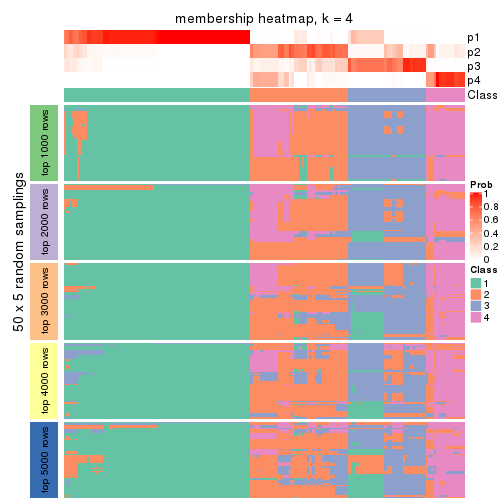 membership heatmap, k = 4
p1
p2
p3
p4
Class
50 x 5 random samplings
top 1000 rows
top 2000 rows
top 3000 rows
top 4000 rows
top 5000 rows
Prob
1
0.8
0.6
0.4
0.2
0
Class
1
2
3
4